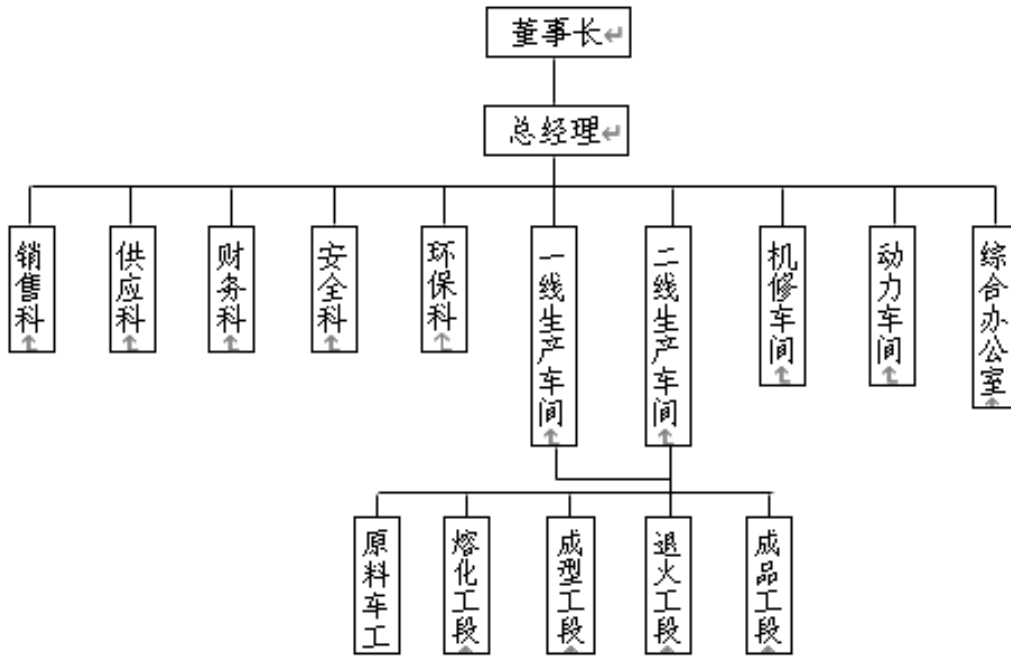 董事长
总经理
销售科
供应科
财务科
安全科
环保科
一线生产车间
二线生产车间
机修车间
动力车间
综合办公室
原料车工
熔化工段
成型工段
退火工段
成品工段